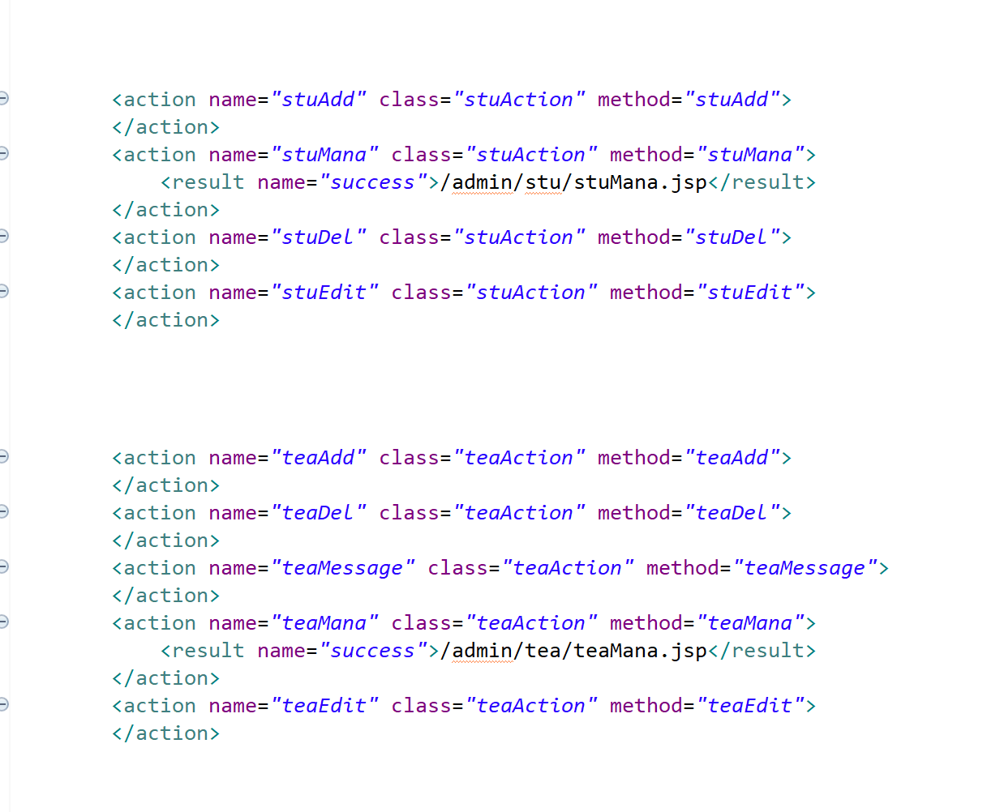 <action name="stuAdd" class="stuAction" method="stuAdd">
</action>
<action name="stuMana" class="stuAction" method="stuMana">
<result name="success">/admin/stu/stuMana.jsp</result>
</action>
<action name="stuDel" class="stuAction" method="stuDel">
</action>
<action name="stuEdit" class="stuAction" method="stuEdit">
</action>
<action name="teaAdd" class="teaAction" method="teaAdd">
</action>
<action name="teaDel" class="teaAction" method="teaDel">
</action>
<action name="teaMessage" class="teaAction" method="teaMessage">
</action>
<action name="teaMana" class="teaAction" method="teaMana">
<result name="success">/admin/tea/teaMana.jsp</result>
</action>
<action name="teaEdit" class="teaAction" method="teaEdit">
</action>